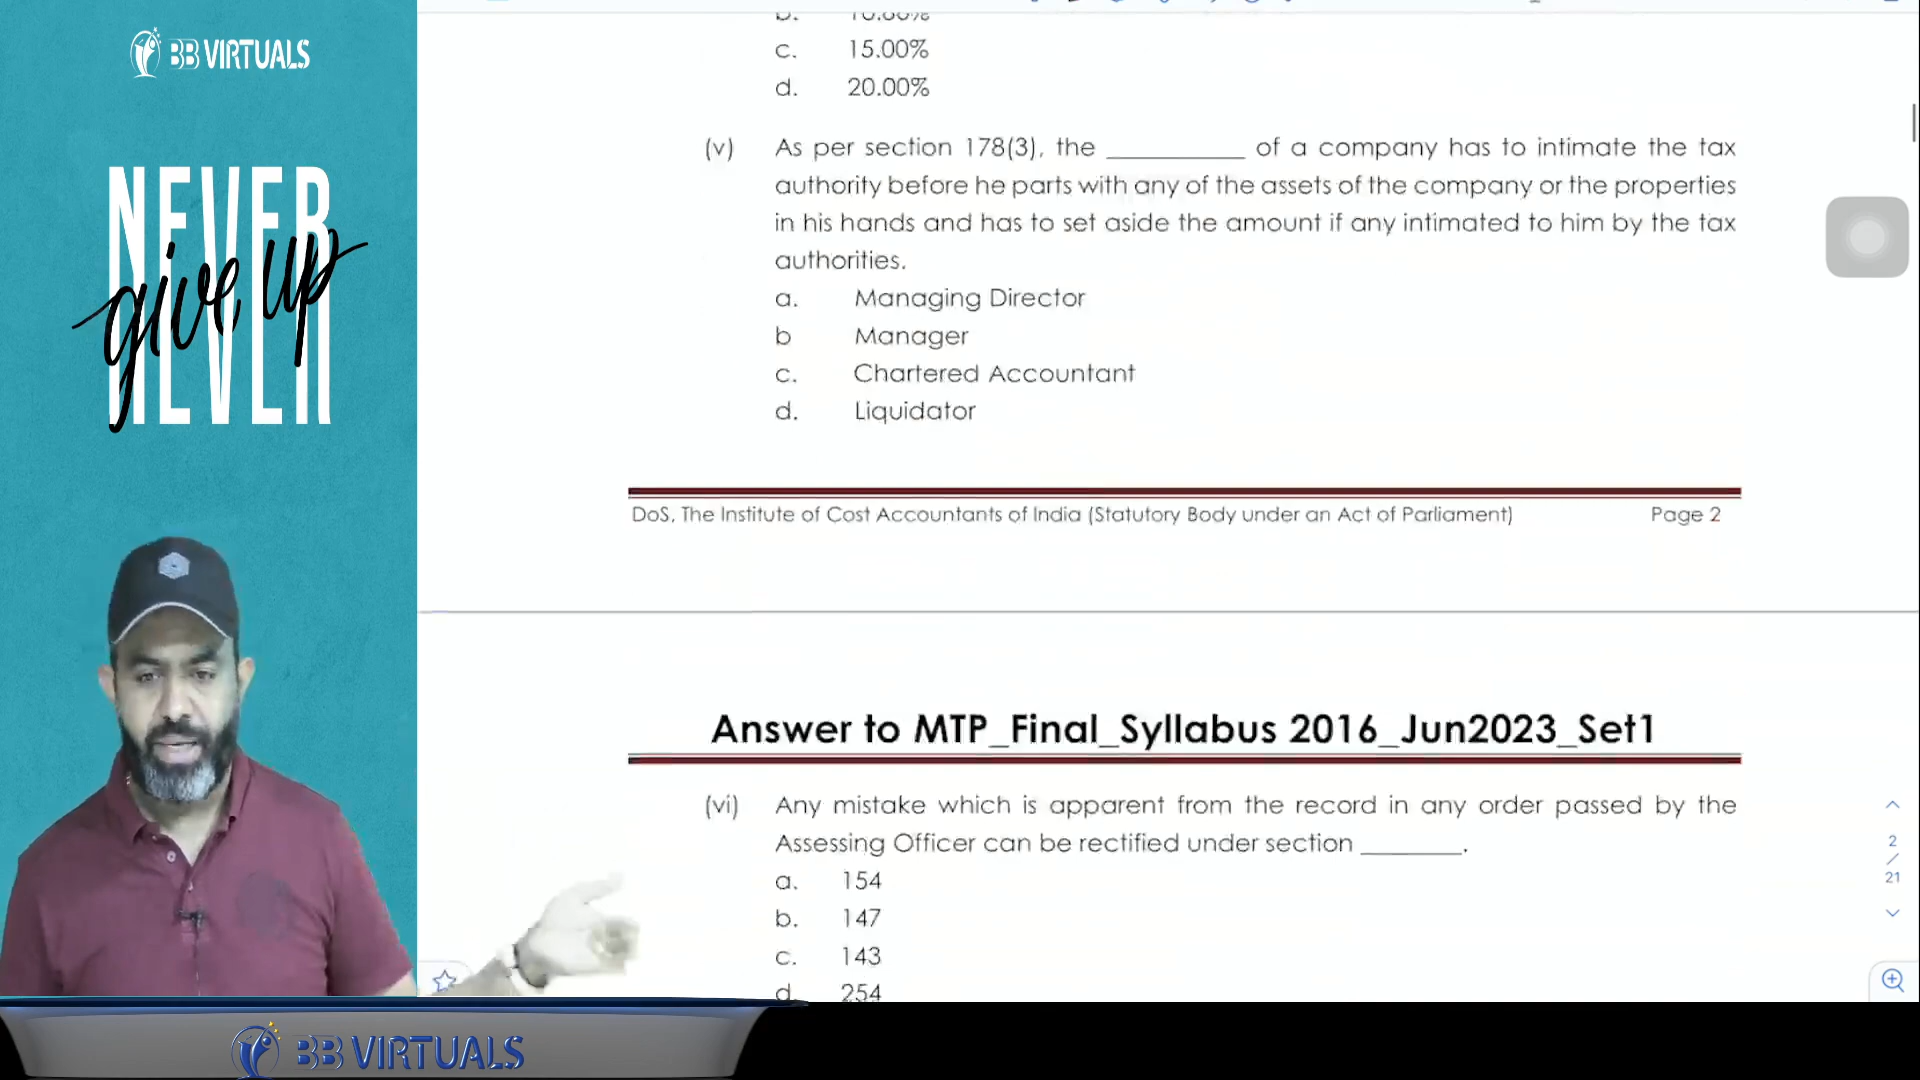 BB VIRTUALS
NEVER
give up
NEVER
c. 15.00%
d. 20.00%
(v) As per section 178(3), the __________ of a company has to intimate the tax
authority before he parts with any of the assets of the company or the properties
in his hands and has to set aside the amount if any intimated to him by the tax
authorities.
a. Managing Director
b Manager
c. Chartered Accountant
d. Liquidator
DoS, The Institute of Cost Accountants of India (Statutory Body under an Act of Parliament) Page 2
Answer to MTP_Final_Syllabus 2016_Jun2023_Set1
(vi) Any mistake which is apparent from the record in any order passed by the
Assessing Officer can be rectified under section ________.
a. 154
b. 147
c. 143
d. 254
2
/
21
BB VIRTUALS